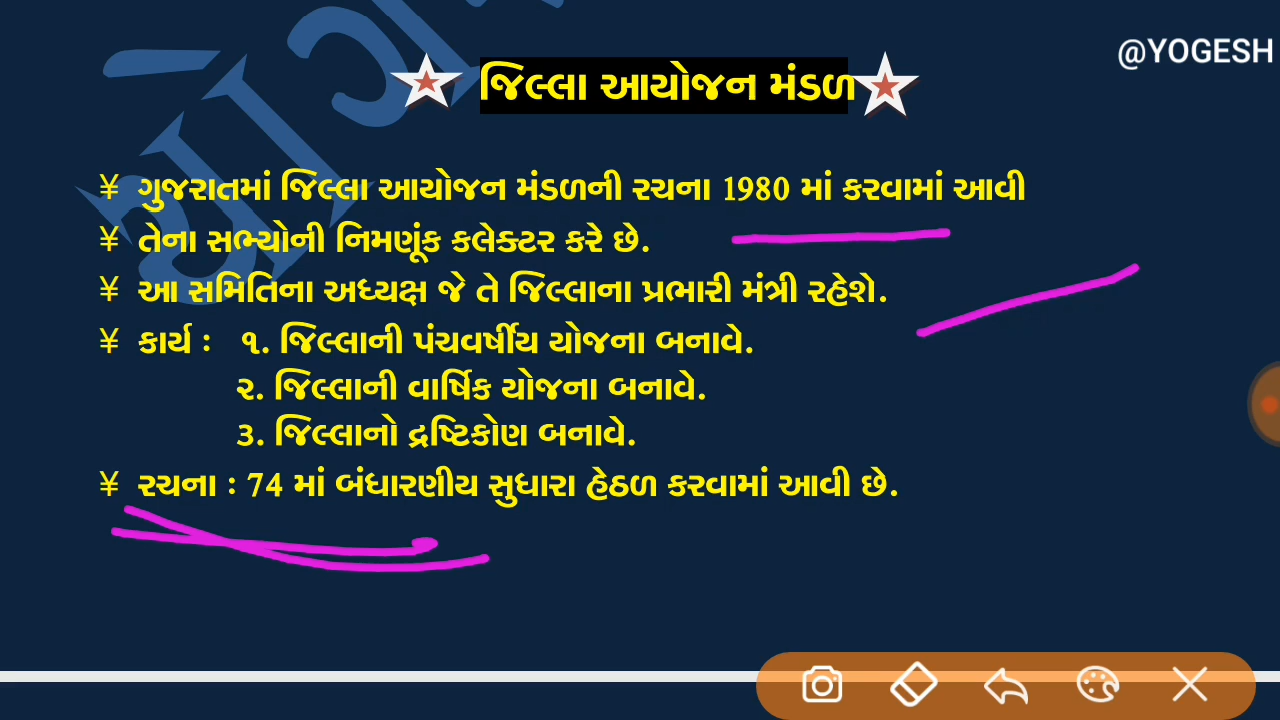 @YOGESH
જિલ્લા આયોજન મંડળ
¥ ગુજરાતમાં જિલ્લા આયોજન મંડળની રચના 1980 માં કરવામાં આવી
¥ તેના સભ્યોની નિમણૂંક કલેક્ટર કરે છે.
¥ આ સમિતિના અધ્યક્ષ જે તે જિલ્લાના પ્રભારી મંત્રી રહેશે.
¥ કાર્ય : ૧. જિલ્લાની પંચવર્ષીય યોજના બનાવે.
૨. જિલ્લાની વાર્ષિક યોજના બનાવે.
૩. જિલ્લાનો દ્રષ્ટિકોણ બનાવે.
¥ રચના : 74 માં બંધારણીય સુધારા હેઠળ કરવામાં આવી છે.